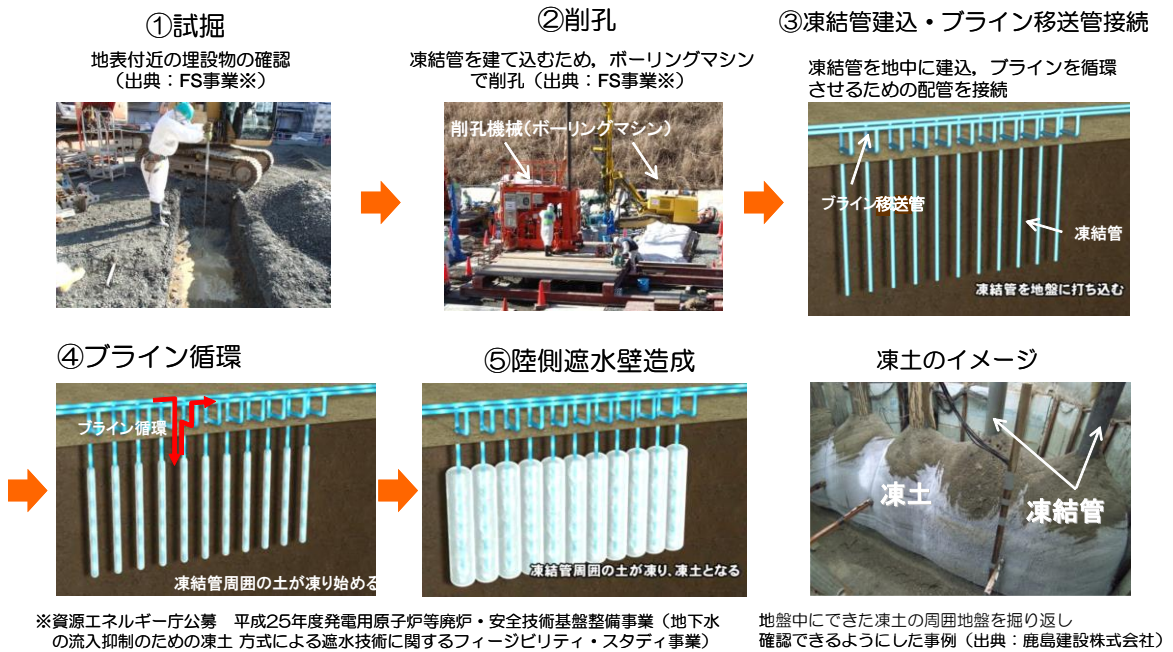 ①試掘
地表付近の埋設物の確認
(出典：FS事業※)
②削孔
凍結管を建て込むため，ボーリングマシン
で削孔（出典：FS事業※）
削孔機械(ボーリングマシン)
③凍結管建込・ブライン移送管接続
凍結管を地中に建込，ブラインを循環
させるための配管を接続
ブライン移送管
凍結管
凍結管を地盤に打ち込む
④ブライン循環
ブライン循環
凍結管周囲の土が凍り始める
⑤陸側遮水壁造成
凍結管周囲の土が凍り、凍土となる
凍土のイメージ
凍土
凍結管
※資源エネルギー庁公募　平成25年度発電用原子炉等廃炉・安全技術基盤整備事業（地下水
の流入抑制のための凍土 方式による遮水技術に関するフィージビリティ・スタディ事業）
地盤中にできた凍土の周囲地盤を掘り返し
確認できるようにした事例（出典：鹿島建設株式会社）